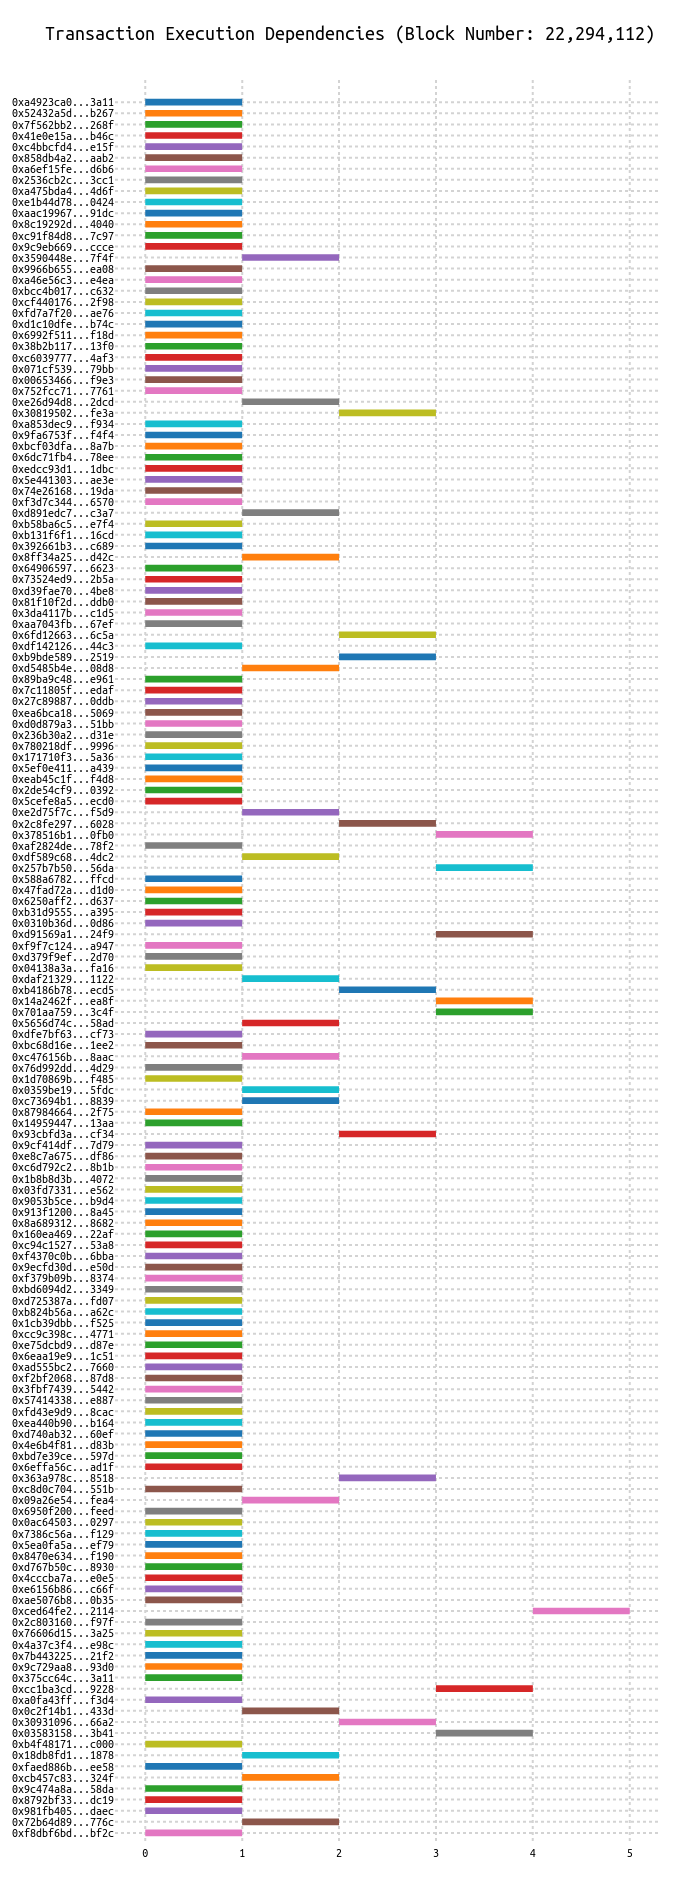 Transaction Execution Dependencies (Block Number: 22,294,112)
0xa4923ca0...3a11
0x52432a5d...b267
0x7f562bb2...268f
0x41e0e15a...b46c
0xc4bbcfd4...e15f
0x858db4a2...aab2
0xa6ef15fe...d6b6
0x2536cb2c...3cc1
0xa475bda4...4d6f
0xe1b44d78...0424
0xaac19967...91dc
0x8c19292d...4040
0xc91f84d8...7c97
0x9c9eb669...ccce
0x3590448e...7f4f
0x9966b655...ea08
0xa46e56c3...e4ea
0xbcc4b017...c632
0xcf440176...2f98
0xfd7a7f20...ae76
0xd1c10dfe...b74c
0x6992f511...f18d
0x38b2b117...13f0
0xc6039777...4af3
0x071cf539...79bb
0x00653466...f9e3
0x752fcc71...7761
0xe26d94d8...2dcd
0x30819502...fe3a
0xa853dec9...f934
0x9fa6753f...f4f4
0xbcf03dfa...8a7b
0x6dc71fb4...78ee
0xedcc93d1...1dbc
0x5e441303...ae3e
0x74e26168...19da
0xf3d7c344...6570
0xd891edc7...c3a7
0xb58ba6c5...e7f4
0xb131f6f1...16cd
0x392661b3...c689
0x8ff34a25...d42c
0x64906597...6623
0x73524ed9...2b5a
0xd39fae70...4be8
0x81f10f2d...ddb0
0x3da4117b...c1d5
0xaa7043fb...67ef
0x6fd12663...6c5a
0xdf142126...44c3
0xb9bde589...2519
0xd5485b4e...08d8
0x89ba9c48...e961
0x7c11805f...edaf
0x27c89887...0ddb
0xea6bca18...5069
0xd0d879a3...51bb
0x236b30a2...d31e
0x780218df...9996
0x171710f3...5a36
0x5ef0e411...a439
0xeab45c1f...f4d8
0x2de54cf9...0392
0x5cefe8a5...ecd0
0xe2d75f7c...f5d9
0x2c8fe297...6028
0x378516b1...0fb0
0xaf2824de...78f2
0xdf589c68...4dc2
0x257b7b50...56da
0x588a6782...ffcd
0x47fad72a...d1d0
0x6250aff2...d637
0xb31d9555...a395
0x0310b36d...0d86
0xd91569a1...24f9
0xf9f7c124...a947
0xd379f9ef...2d70
0x04138a3a...fa16
0xdaf21329...1122
0xb4186b78...ecd5
0x14a2462f...ea8f
0x701aa759...3c4f
0x5656d74c...58ad
0xdfe7bf63...cf73
0xbc68d16e...1ee2
0xc476156b...8aac
0x76d992dd...4d29
0x1d70869b...f485
0x0359be19...5fdc
0xc73694b1...8839
0x87984664...2f75
0x14959447...13aa
0x93cbfd3a...cf34
0x9cf414df...7d79
0xe8c7a675...df86
0xc6d792c2...8b1b
0x1b8b8d3b...4072
0x03fd7331...e562
0x9053b5ce...b9d4
0x913f1200...8a45
0x8a689312...8682
0x160ea469...22af
0xc94c1527...53a8
0xf4370c0b...6bba
0x9ecfd30d...e50d
0xf379b09b...8374
0xbd6094d2...3349
0xd725387a...fd07
0xb824b56a...a62c
0x1cb39dbb...f525
0xcc9c398c...4771
0xe75dcbd9...d87e
0x6eaa19e9...1c51
0xad555bc2...7660
0xf2bf2068...87d8
0x3fbf7439...5442
0x57414338...e887
0xfd43e9d9...8cac
0xea440b90...b164
0xd740ab32...60ef
0x4e6b4f81...d83b
0xbd7e39ce...597d
0x6effa56c...ad1f
0x363a978c...8518
0xc8d0c704...551b
0x09a26e54...fea4
0x6950f200...feed
0x0ac64503...0297
0x7386c56a...f129
0x5ea0fa5a...ef79
0x8470e634...f190
0xd767b50c...8930
0x4cccba7a...e0e5
0xe6156b86...c66f
0xae5076b8...0b35
0xced64fe2...2114
0x2c803160...f97f
0x76606d15...3a25
0x4a37c3f4...e98c
0x7b443225...21f2
0x9c729aa8...93d0
0x375cc64c...3a11
0xcc1ba3cd...9228
0xa0fa43ff...f3d4
0x0c2f14b1...433d
0x30931096...66a2
0x03583158...3b41
0xb4f48171...c000
0x18db8fd1...1878
0xfaed886b...ee58
0xcb457c83...324f
0x9c474a8a...58da
0x8792bf33...dc19
0x981fb405...daec
0x72b64d89...776c
0xf8dbf6bd...bf2c
0 1 2 3 4 5